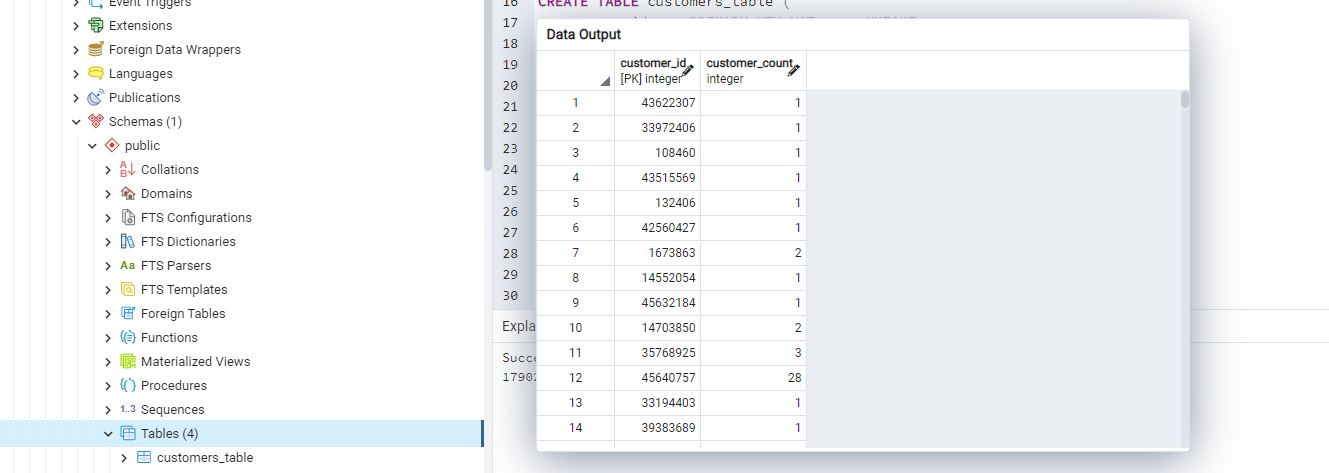 Event Triggers
Extensions
Foreign Data Wrappers
Languages
Publications
Schemas (1)
public
A
B
Collations
Domains
FTS Configurations
FTS Dictionaries
Aa FTS Parsers
FTS Templates
Foreign Tables
Functions
Materialized Views
Procedures
1..3 Sequences
Tables (4)
customers_table
16 CREATE TABLE customers_table (
17
18
19
20
21
22
23
24
25
26
27
28
29
30
Expla
Succe
1790
Data Output
customer_id customer_count
[PK] integer integer
1 43622307 1
2 33972406 1
3 108460 1
4 43515569 1
5 132406 1
6 42560427 1
7 1673863 2
8 14552054 1
9 45632184 1
10 14703850 2
11 35768925 3
12 45640757 28
13 33194403 1
14 39383689 1